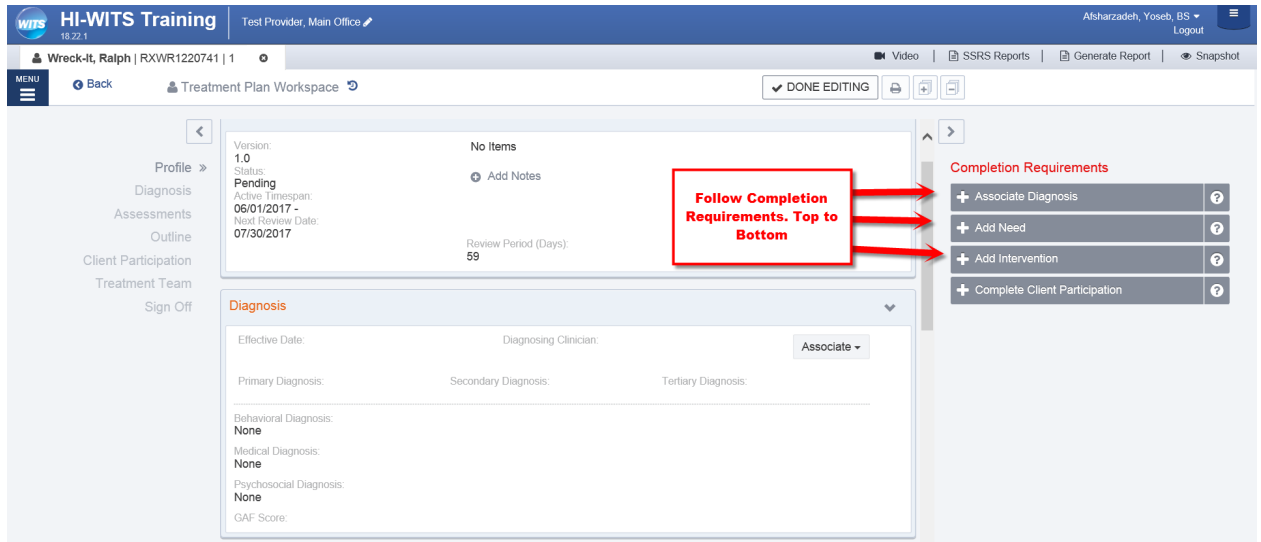 WITS
HI-WITS Training
18.22.1
Test Provider, Main Office
Afsharzadeh, Yoseb, BS
Logout
Wreck-It, Ralph | RXWR1220741 | 1
Video | SSRS Reports | Generate Report | Snapshot
MENU
Back
Treatment Plan Workspace
DONE EDITING
Profile »
Diagnosis
Assessments
Outline
Client Participation
Treatment Team
Sign Off
Version:
1.0
Status:
Pending
Active Timespan:
06/01/2017 -
Next Review Date:
07/30/2017
No Items
Add Notes
Review Period (Days):
59
Follow Completion
Requirements. Top to
Bottom
Completion Requirements
Associate Diagnosis
Add Need
Add Intervention
Complete Client Participation
Diagnosis
Effective Date:
Diagnosing Clinician:
Associate
Primary Diagnosis:
Secondary Diagnosis:
Tertiary Diagnosis:
Behavioral Diagnosis:
None
Medical Diagnosis:
None
Psychosocial Diagnosis:
None
GAF Score: